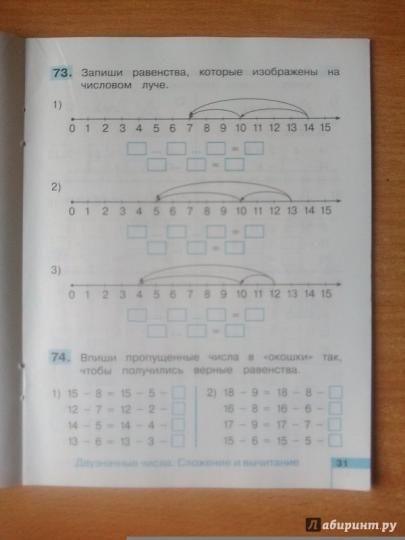 73. Запиши равенства, которые изображены на
числовом луче.
1)
0 1 2 3 4 5 6 7 8 9 10 11 12 13 14 15
... ... =
... =
2)
0 1 2 3 4 5 6 7 8 9 10 11 12 13 14 15
... ... =
... =
3)
0 1 2 3 4 5 6 7 8 9 10 11 12 13 14 15
... ... =
... =
74. Впиши пропущенные числа в «окошки» так,
чтобы получились верные равенства.
1) 15 - 8 = 15 - 5 -
12 - 7 = 12 - 2 -
14 - 5 = 14 - 4 -
13 - 6 = 13 - 3 -
2) 18 - 9 = 18 - 8 -
16 - 8 = 16 - 6 -
17 - 9 = 17 - 7 -
15 - 6 = 15 - 5 -
Двузначные числа. Сложение и вычитание 31
Лабиринт.ру